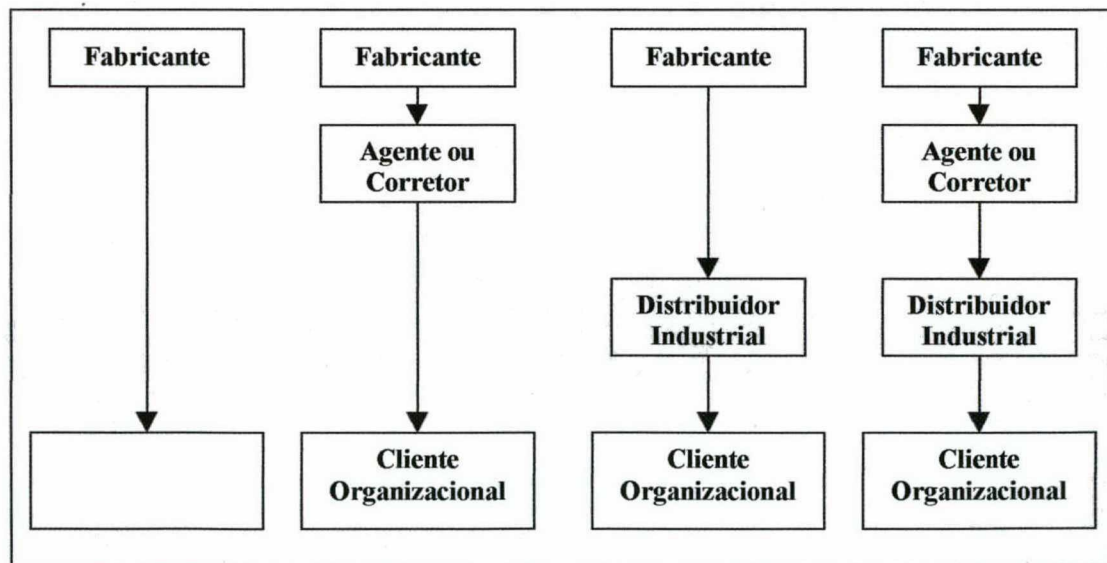 Fabricante
Fabricante
Fabricante
Fabricante
Agente ou
Corretor
Agente ou
Corretor
Distribuidor
Industrial
Distribuidor
Industrial
Cliente
Organizacional
Cliente
Organizacional
Cliente
Organizacional